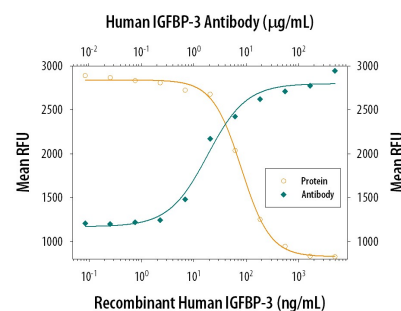 Human IGFBP-3 Antibody (μg/mL)
10-2 10-1 100 101 102
3000 3000
2500 2500
2000 2000
1500 1500
1000 1000
Mean RFU
Mean RFU
Protein
Antibody
10-1 100 101 102 103
Recombinant Human IGFBP-3 (ng/mL)